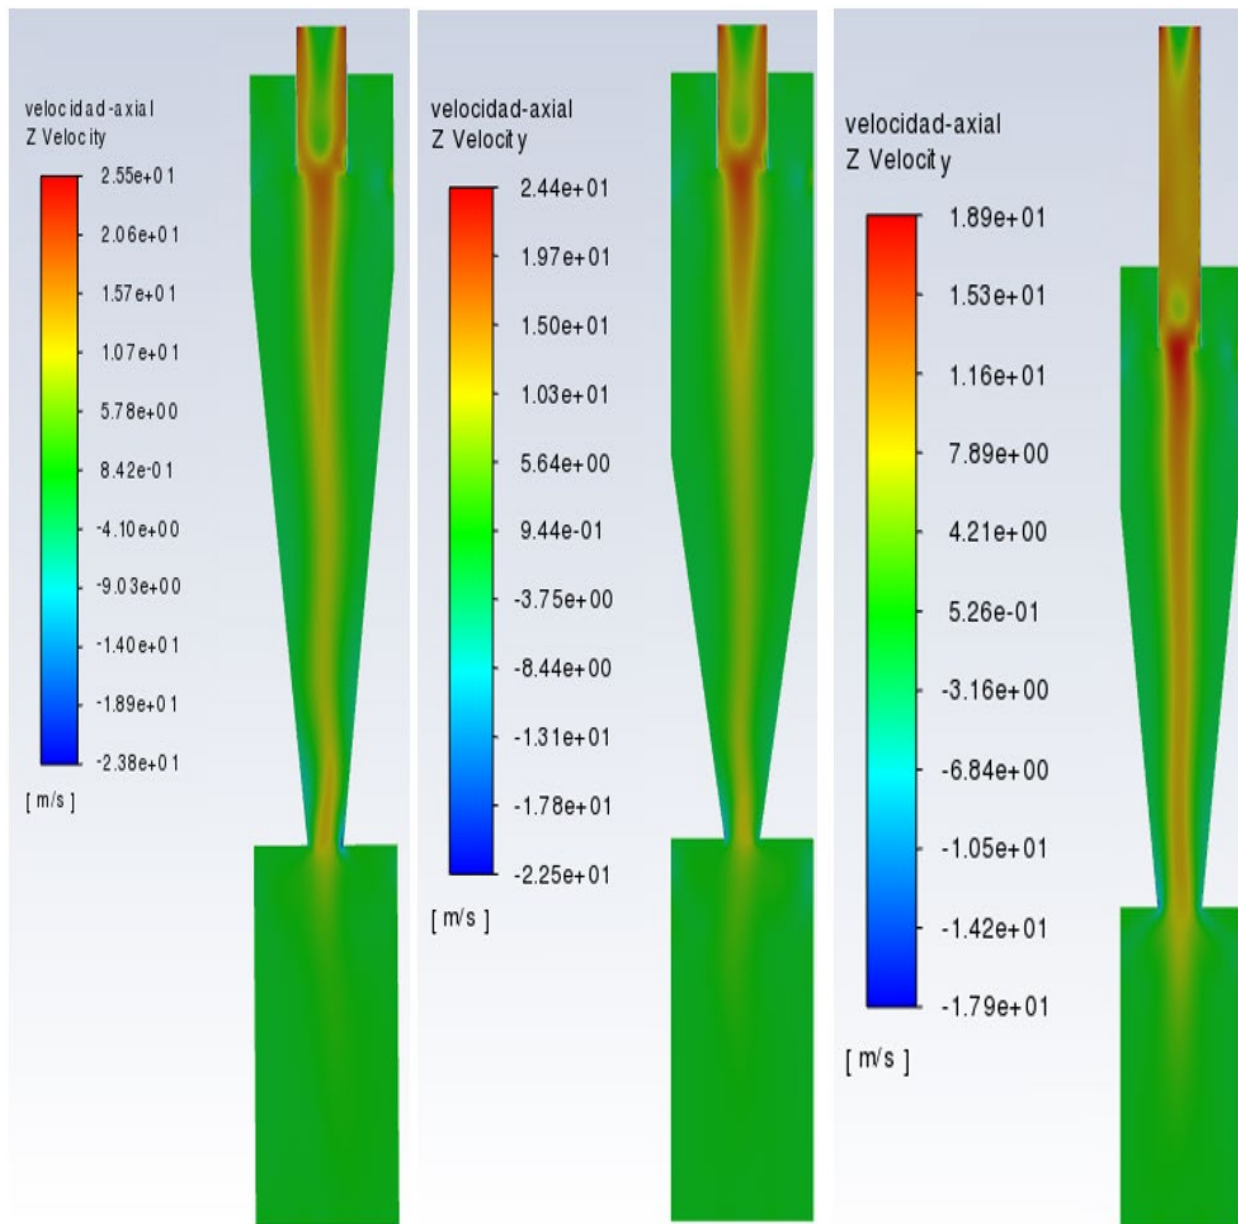 velocidad-axial
Z Velocity
2.55e+01
2.06e+01
1.57e+01
1.07e+01
5.78e+00
8.42e-01
-4.10e+00
-9.03e+00
-1.40e+01
-1.89e+01
-2.38e+01
[ m/s ]
velocidad-axial
Z Velocity
2.44e+01
1.97e+01
1.50e+01
1.03e+01
5.64e+00
9.44e-01
-3.75e+00
-8.44e+00
-1.31e+01
-1.78e+01
-2.25e+01
[ m/s ]
velocidad-axial
Z Velocity
1.89e+01
1.53e+01
1.16e+01
7.89e+00
4.21e+00
5.26e-01
-3.16e+00
-6.84e+00
-1.05e+01
-1.42e+01
-1.79e+01
[ m/s ]